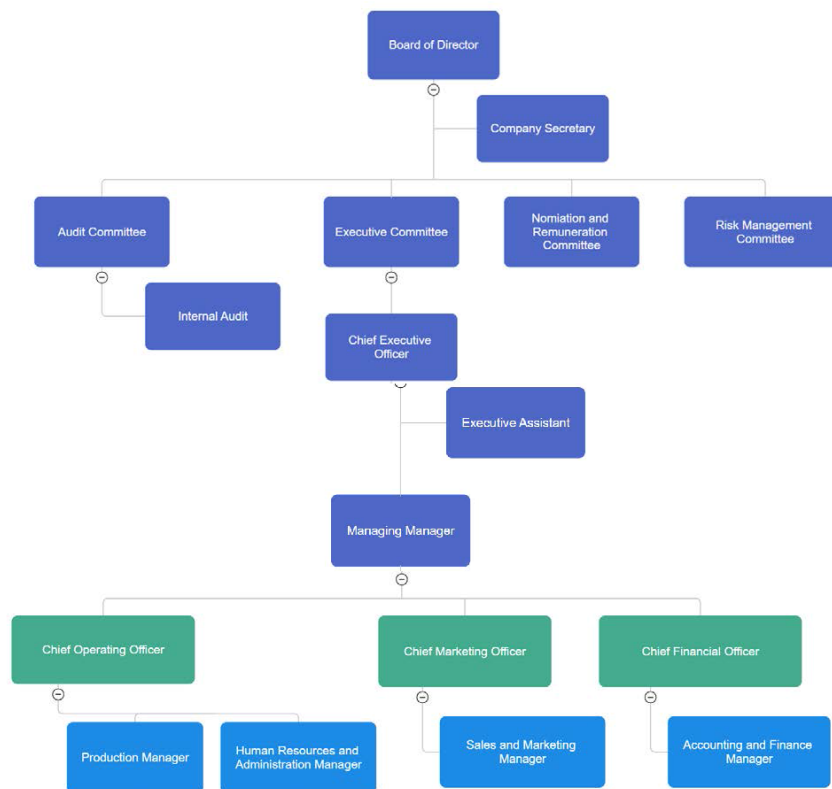 Board of Director
Company Secretary
Audit Committee
Executive Committee
Nomiation and
Remuneration
Committee
Risk Management
Committee
Internal Audit
Chief Executive
Officer
Executive Assistant
Managing Manager
Chief Operating Officer
Chief Marketing Officer
Chief Financial Officer
Production Manager
Human Resources and
Administration Manager
Sales and Marketing
Manager
Accounting and Finance
Manager